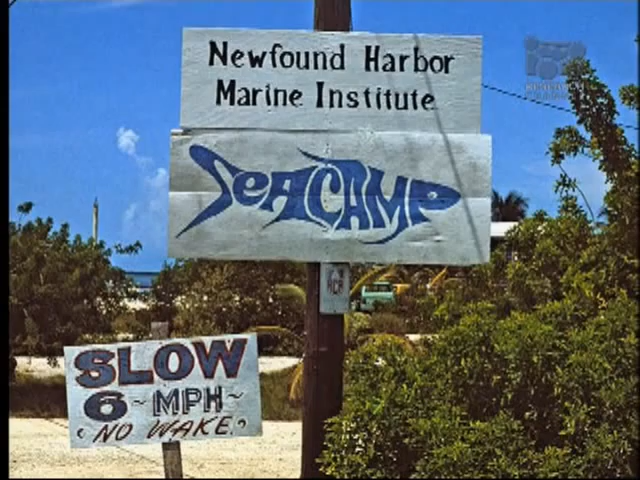 Newfound Harbor
Marine Institute
SEACAMP
SLOW
6 ~ MPH ~
"NO WAKE"